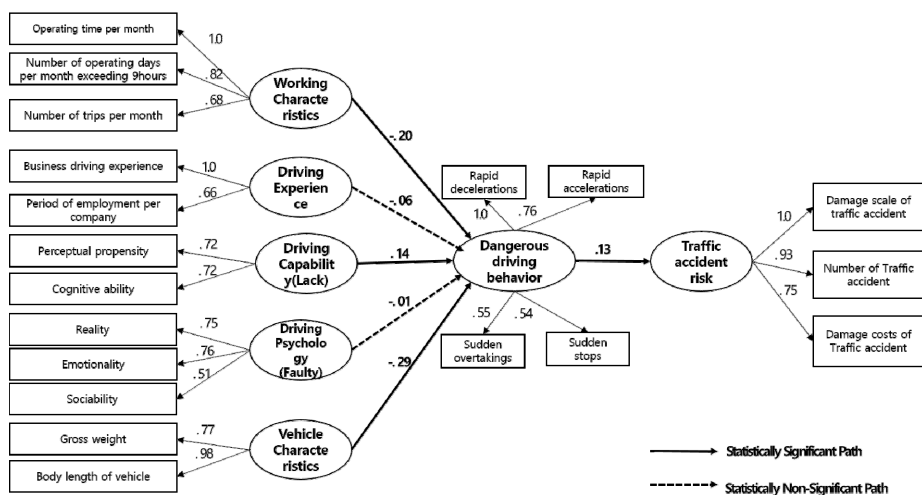 Operating time per month
1.0
Number of operating days
per month exceeding 9hours
.82
Number of trips per month
.68
Working
Characte
ristics
-.20
Business driving experience
1.0
Period of employment per
company
.66
Driving
Experien
ce
-.06
Perceptual propensity
.72
Cognitive ability
.72
Driving
Capabilit
y(Lack)
.14
Reality
.75
Emotionality
.76
Sociability
.51
Driving
Psycholo
gy
(Faulty)
-.01
Gross weight
.77
Body length of vehicle
.98
Vehicle
Characte
ristics
-.29
Rapid
decelerations
1.0
Rapid
accelerations
.76
Dangerous
driving
behavior
.13
.55
.54
Sudden
overtakings
Sudden
stops
Traffic
accident
risk
1.0
Damage scale of
traffic accident
.93
Number of Traffic
accident
.75
Damage costs of
Traffic accident
Statistically Significant Path
Statistically Non-Significant Path